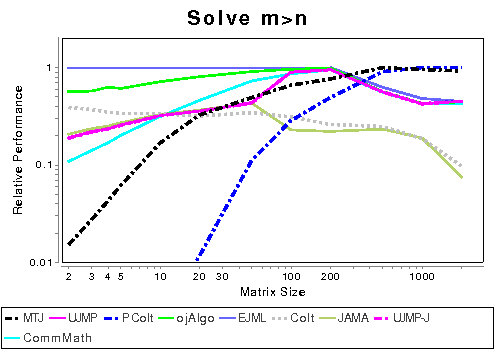 Solve m>n
Relative Performance
1
0.1
0.01
2 3 4 5 10 20 30 100 200 1000
Matrix Size
MTJ UJMP PColt ojAlgo EJML Colt JAMA UJMP-J
CommMath